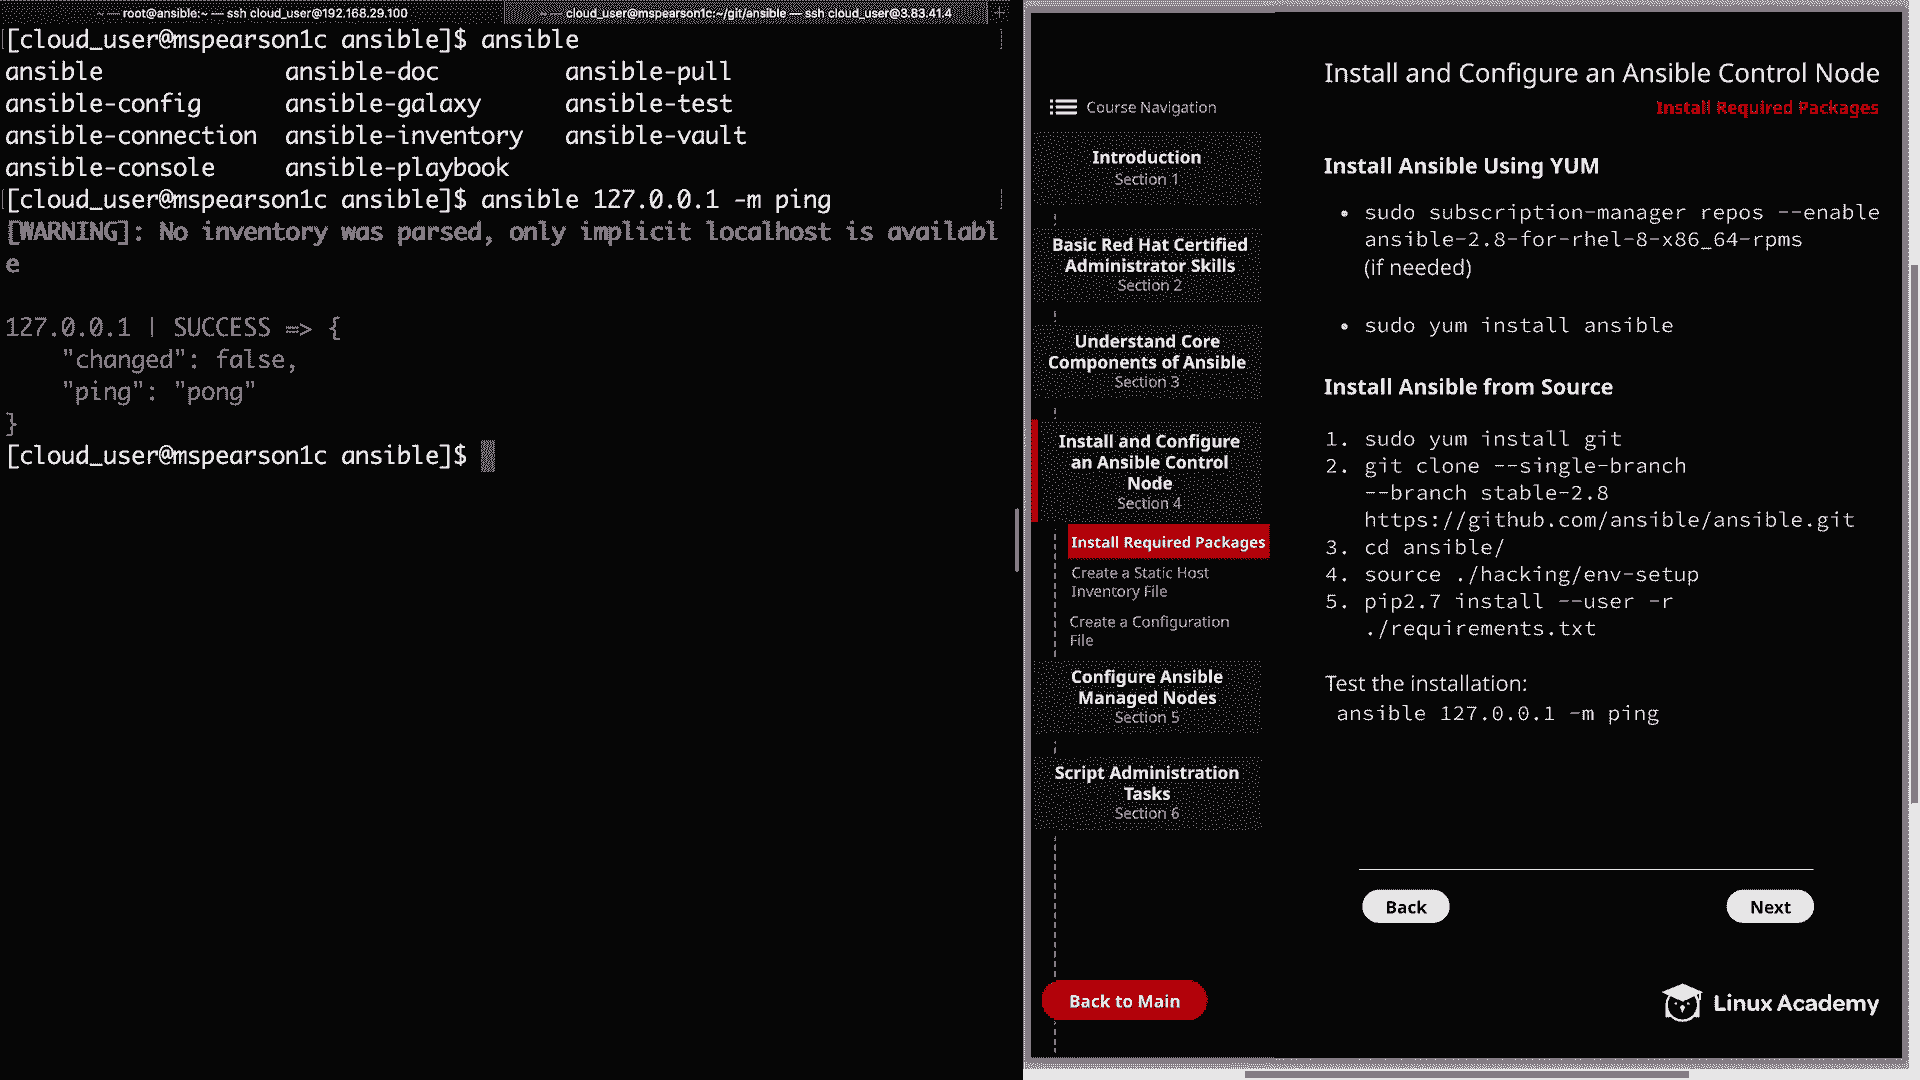 — root@ansible:~ — ssh cloud_user@192.168.29.100
~ — cloud_user@mspearson1c:~/git/ansible — ssh cloud_user@3.83.41.4
+
[cloud_user@mspearson1c ansible]$ ansible
ansible ansible-doc ansible-pull
ansible-config ansible-galaxy ansible-test
ansible-connection ansible-inventory ansible-vault
ansible-console ansible-playbook
[cloud_user@mspearson1c ansible]$ ansible 127.0.0.1 -m ping
[WARNING]: No inventory was parsed, only implicit localhost is availabl
e
127.0.0.1 | SUCCESS => {
"changed": false,
"ping": "pong"
}
[cloud_user@mspearson1c ansible]$
Course Navigation
Introduction
Section 1
Basic Red Hat Certified
Administrator Skills
Section 2
Understand Core
Components of Ansible
Section 3
Install and Configure
an Ansible Control
Node
Section 4
Install Required Packages
Create a Static Host
Inventory File
Create a Configuration
File
Configure Ansible
Managed Nodes
Section 5
Script Administration
Tasks
Section 6
Back to Main
Install and Configure an Ansible Control Node
Install Required Packages
Install Ansible Using YUM
• sudo subscription-manager repos --enable
ansible-2.8-for-rhel-8-x86_64-rpms
(if needed)
• sudo yum install ansible
Install Ansible from Source
1. sudo yum install git
2. git clone --single-branch
--branch stable-2.8
https://github.com/ansible/ansible.git
3. cd ansible/
4. source ./hacking/env-setup
5. pip2.7 install --user -r
./requirements.txt
Test the installation:
ansible 127.0.0.1 -m ping
Back
Next
Linux Academy